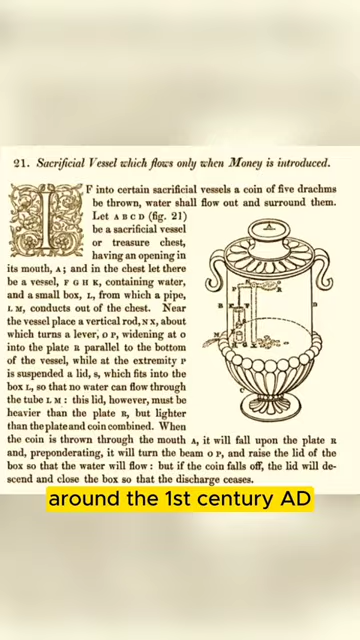 21. Sacrificial Vessel which flows only when Money is introduced.
IF into certain sacrificial vessels a coin of five drachms
be thrown, water shall flow out and surround them.
Let A B C D (fig. 21)
be a sacrificial vessel
or treasure chest,
having an opening in
its mouth, A; and in the chest let there
be a vessel, F G H K, containing water,
and a small box, L, from which a pipe,
L M, conducts out of the chest. Near
the vessel place a vertical rod, N X, about
which turns a lever, O P, widening at O
into the plate R parallel to the bottom
of the vessel, while at the extremity P
is suspended a lid, S, which fits into the
box L, so that no water can flow through
the tube L M: this lid, however, must be
heavier than the plate R, but lighter
than the plate and coin combined. When
the coin is thrown through the mouth A, it will fall upon the plate R
and, preponderating, it will turn the beam O P, and raise the lid of the
box so that the water will flow: but if the coin falls off, the lid will de-
scend and close the box so that the discharge ceases.
A
P
R
B
D
M
around the 1st century AD